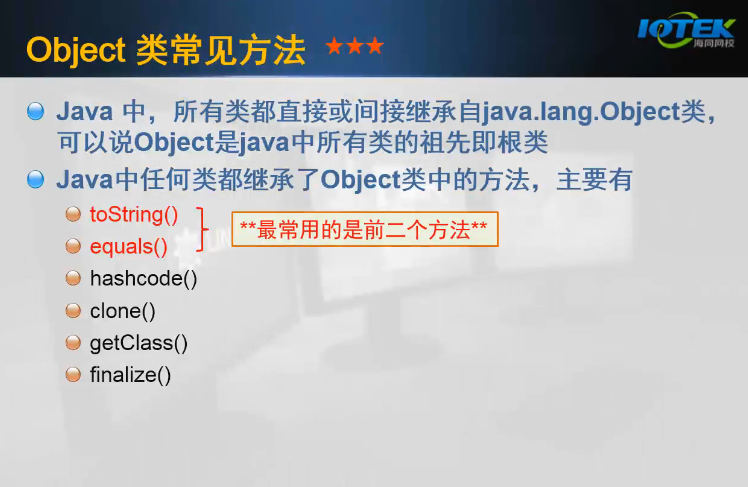 Object 类常见方法 ★★★
IOTEK
海同网校
Java 中，所有类都直接或间接继承自java.lang.Object类，
可以说Object是java中所有类的祖先即根类
Java中任何类都继承了Object类中的方法，主要有
toString()
equals()
**最常用的是前二个方法**
hashcode()
clone()
getClass()
finalize()